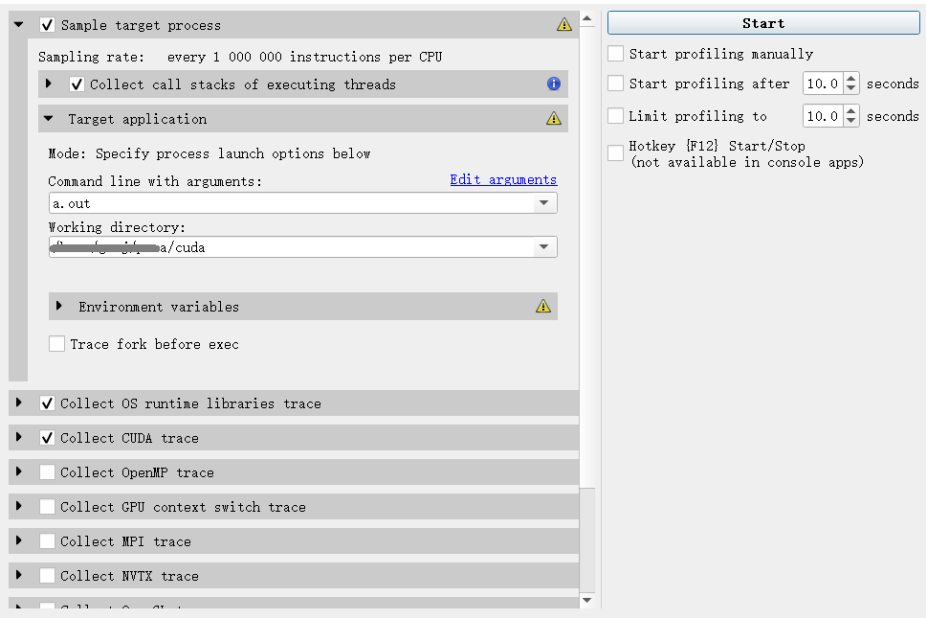 Sample target process
Sampling rate: every 1 000 000 instructions per CPU
Collect call stacks of executing threads
Target application
Mode: Specify process launch options below
Command line with arguments:
Edit arguments
a.out
Working directory:
a/cuda
Environment variables
Trace fork before exec
Collect OS runtime libraries trace
Collect CUDA trace
Collect OpenMP trace
Collect GPU context switch trace
Collect MPI trace
Collect NVTX trace
Start
Start profiling manually
Start profiling after 10.0 seconds
Limit profiling to 10.0 seconds
Hotkey {F12} Start/Stop
(not available in console apps)